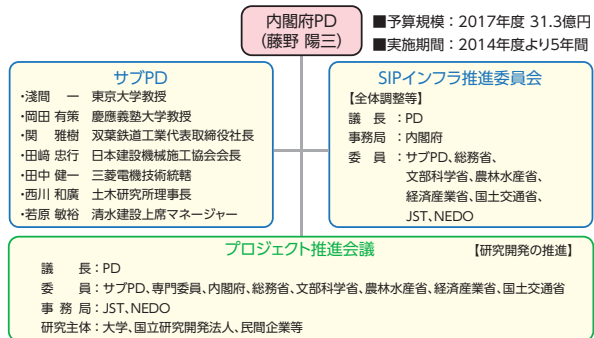 内閣府PD
(藤野 陽三)
■予算規模：2017年度 31.3億円
■実施期間：2014年度より5年間
サブPD
・淺間　一　東京大学教授
・岡田 有策　慶應義塾大学教授
・関　雅樹　双葉鉄道工業代表取締役社長
・田﨑 忠行　日本建設機械施工協会会長
・田中 健一　三菱電機技術統轄
・西川 和廣　土木研究所理事長
・若原 敏裕　清水建設上席マネージャー
SIPインフラ推進委員会
【全体調整等】
議　長：PD
事務局：内閣府
委　員：サブPD、総務省、
文部科学省、農林水産省、
経済産業省、国土交通省、
JST、NEDO
プロジェクト推進会議
【研究開発の推進】
議　　長：PD
委　　員：サブPD、専門委員、内閣府、総務省、文部科学省、農林水産省、経済産業省、国土交通省
事 務 局：JST、NEDO
研究主体：大学、国立研究開発法人、民間企業等